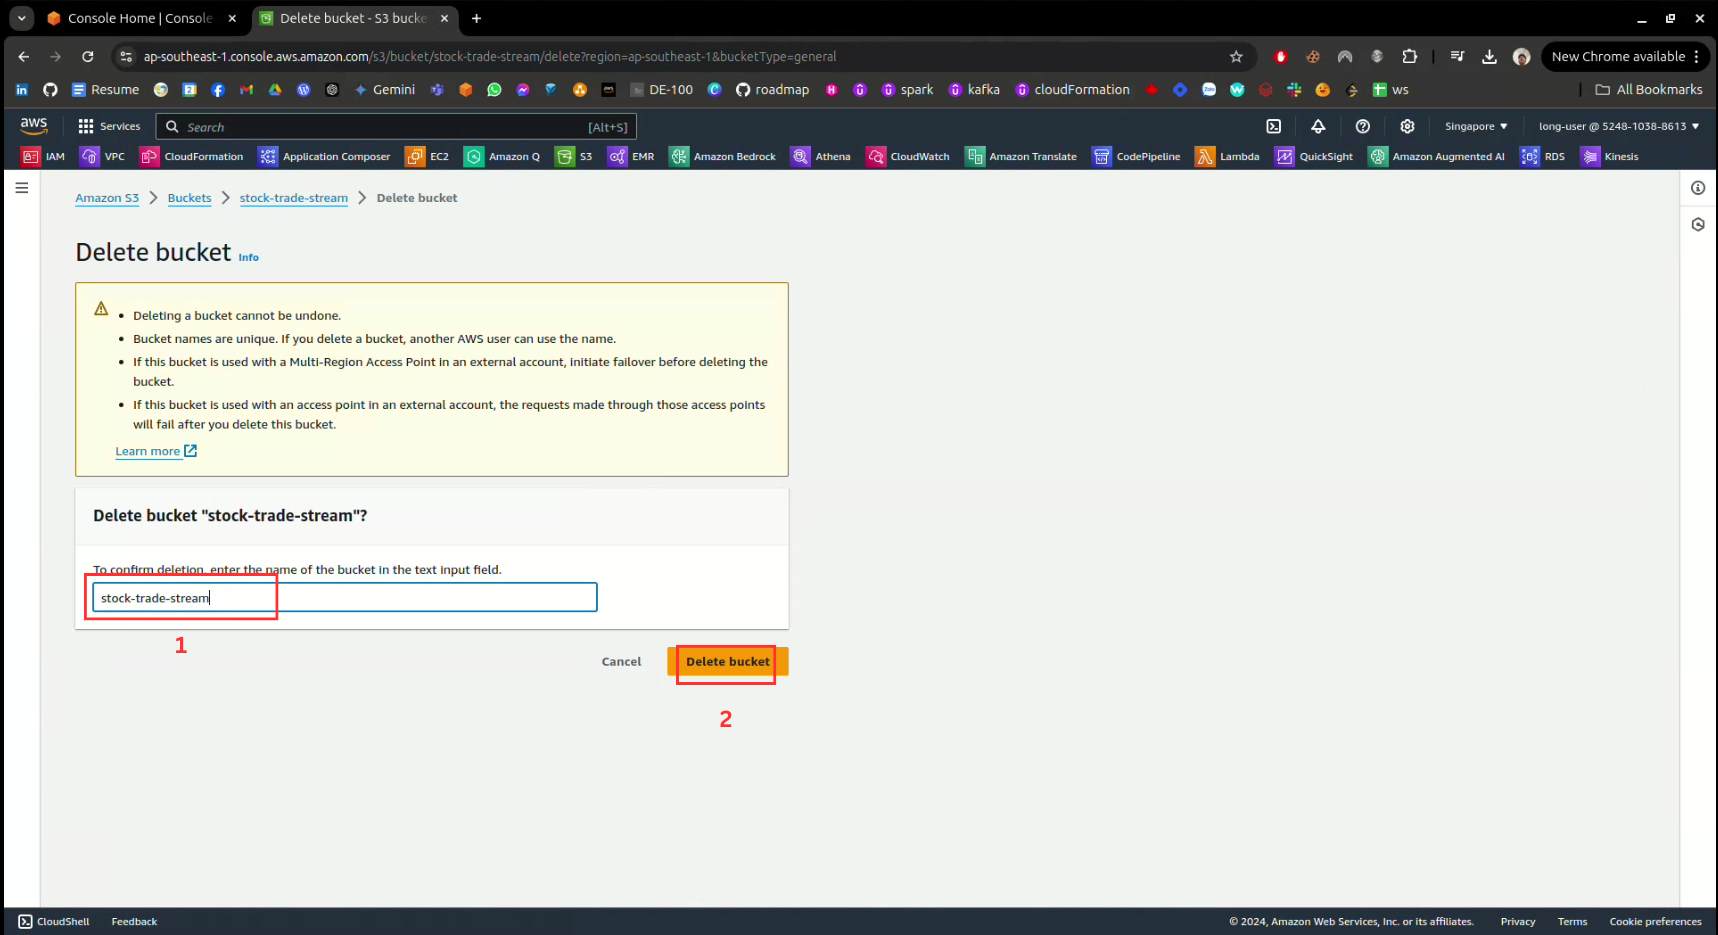 Console Home | Console
Delete bucket - S3 bucke
ap-southeast-1.console.aws.amazon.com/s3/bucket/stock-trade-stream/delete?region=ap-southeast-1&bucketType=general
New Chrome available
Resume
Gemini
DE-100
roadmap
spark
kafka
cloudFormation
ws
All Bookmarks
aws
Services
Search
[Alt+S]
Singapore
long-user @ 5248-1038-8613
IAM
VPC
CloudFormation
Application Composer
EC2
Amazon Q
S3
EMR
Amazon Bedrock
Athena
CloudWatch
Amazon Translate
CodePipeline
Lambda
QuickSight
Amazon Augmented AI
RDS
Kinesis
Amazon S3 > Buckets > stock-trade-stream > Delete bucket
Delete bucket Info
• Deleting a bucket cannot be undone.
• Bucket names are unique. If you delete a bucket, another AWS user can use the name.
• If this bucket is used with a Multi-Region Access Point in an external account, initiate failover before deleting the
bucket.
• If this bucket is used with an access point in an external account, the requests made through those access points
will fail after you delete this bucket.
Learn more
Delete bucket "stock-trade-stream"?
To confirm deletion, enter the name of the bucket in the text input field.
stock-trade-stream
1
Cancel
Delete bucket
2
CloudShell
Feedback
© 2024, Amazon Web Services, Inc. or its affiliates.
Privacy
Terms
Cookie preferences